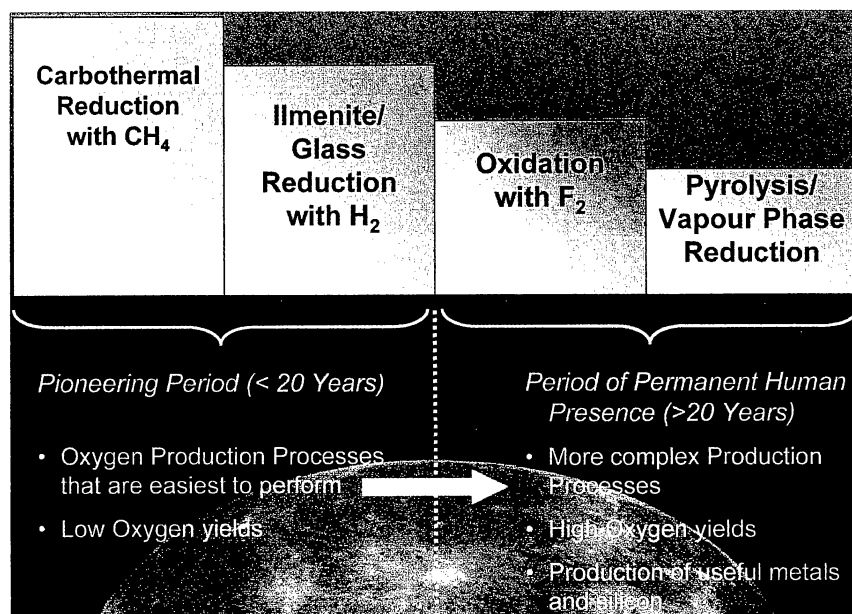 Carbothermal
Reduction
with CH₄
Ilmenite/
Glass
Reduction
with H₂
Oxidation
with F₂
Pyrolysis/
Vapour Phase
Reduction
Pioneering Period (< 20 Years)
• Oxygen Production Processes
that are easiest to perform
• Low Oxygen yields
Period of Permanent Human
Presence (>20 Years)
• More complex Production
Processes
• High Oxygen yields
• Production of useful metals
and silicon